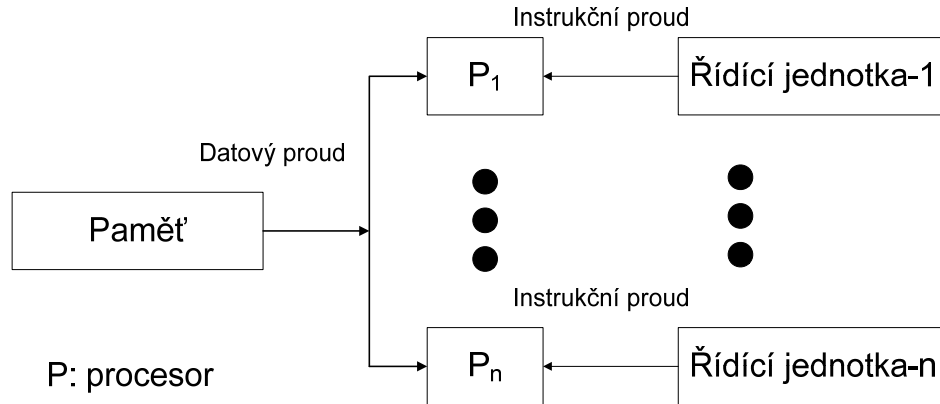 Instrukční proud
P₁
Řídící jednotka-1
Datový proud
Paměť
Instrukční proud
Pₙ
Řídící jednotka-n
P: procesor